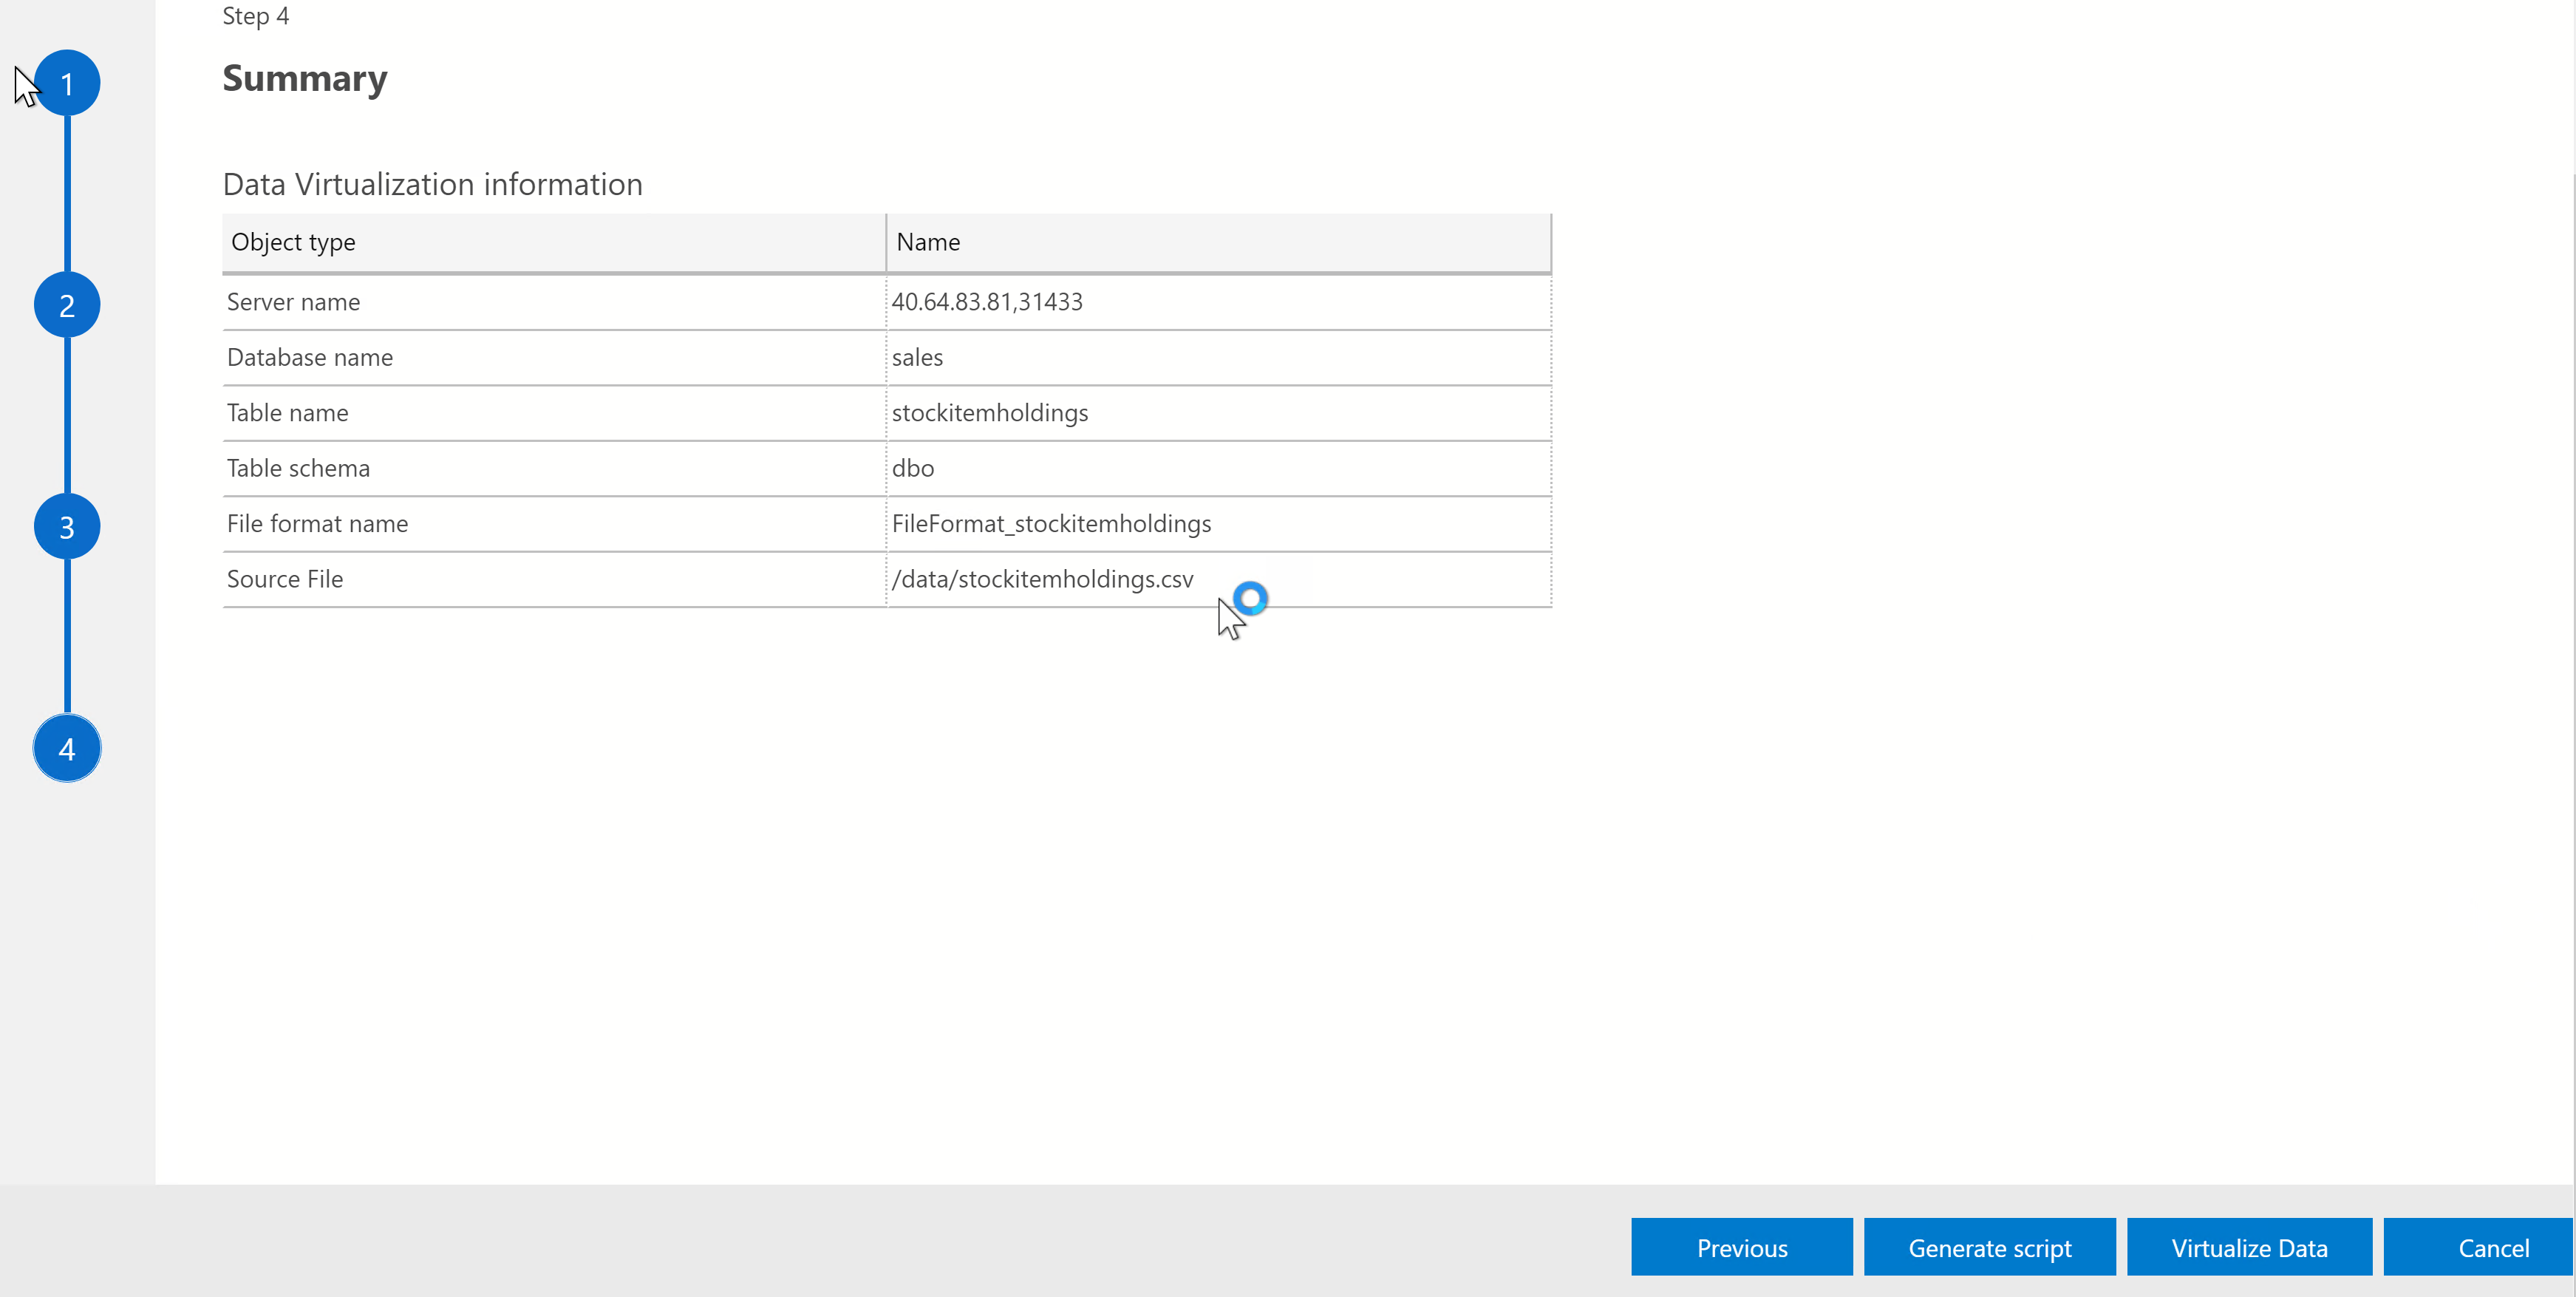 Step 4
Summary
1
2
3
4
Data Virtualization information
Object type Name
Server name 40.64.83.81,31433
Database name sales
Table name stockitemholdings
Table schema dbo
File format name FileFormat_stockitemholdings
Source File /data/stockitemholdings.csv
Previous Generate script Virtualize Data Cancel